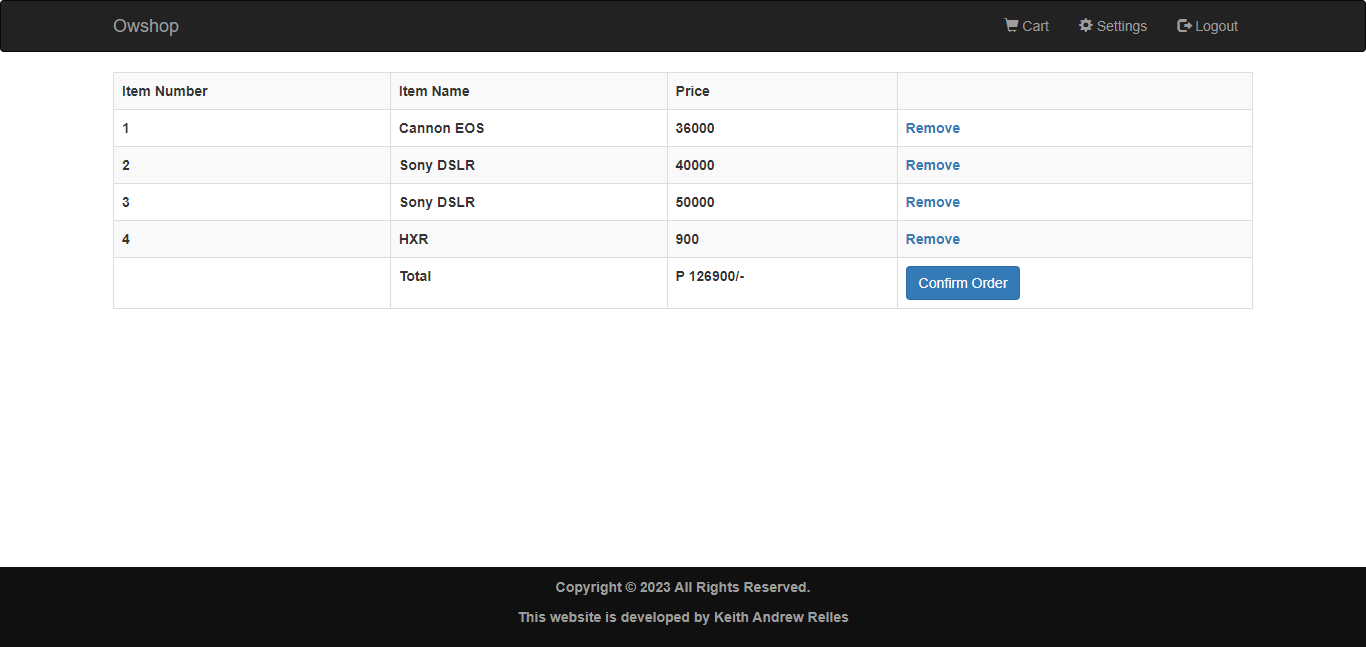 Owshop Cart Settings Logout
Item Number Item Name Price
1 Cannon EOS 36000 Remove
2 Sony DSLR 40000 Remove
3 Sony DSLR 50000 Remove
4 HXR 900 Remove
Total P 126900/- Confirm Order
Copyright © 2023 All Rights Reserved.
This website is developed by Keith Andrew Relles